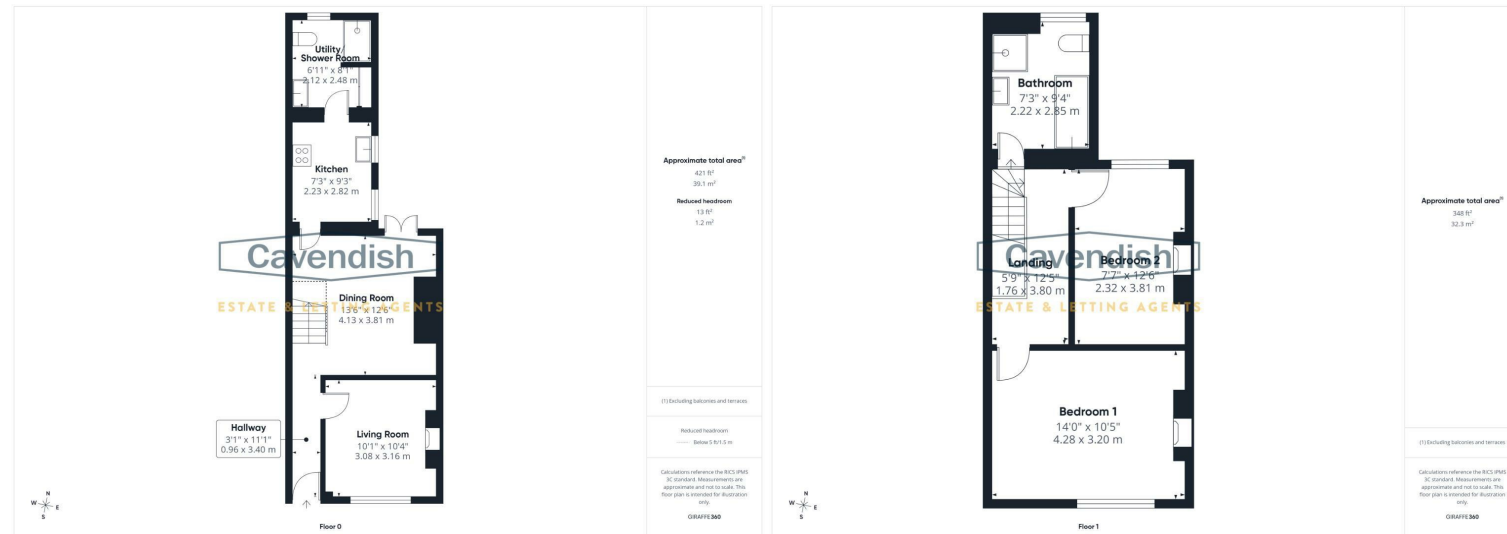 Utility/
Shower Room
6'11" x 8'1"
2.12 x 2.48 m
Kitchen
7'3" x 9'3"
2.23 x 2.82 m
Cavendish
ESTATE & LETTING AGENTS
Dining Room
13'6" x 12'6"
4.13 x 3.81 m
Hallway
3'1" x 11'1"
0.96 x 3.40 m
Living Room
10'1" x 10'4"
3.08 x 3.16 m
N
W E
S
Floor 0
Approximate total area(1)
421 ft²
39.1 m²
Reduced headroom
13 ft²
1.2 m²
(1) Excluding balconies and terraces
Reduced headroom
Below 5 ft/1.5 m
Calculations reference the RICS IPMS
3C standard. Measurements are
approximate and not to scale. This
floor plan is intended for illustration
only.
GIRAFFE360
Bathroom
7'3" x 9'4"
2.22 x 2.85 m
Cavendish
ESTATE & LETTING AGENTS
Landing
5'9" x 12'5"
1.76 x 3.80 m
Bedroom 2
7'7" x 12'6"
2.32 x 3.81 m
Bedroom 1
14'0" x 10'5"
4.28 x 3.20 m
N
W E
S
Floor 1
Approximate total area(1)
348 ft²
32.3 m²
(1) Excluding balconies and terraces
Calculations reference the RICS IPMS
3C standard. Measurements are
approximate and not to scale. This
floor plan is intended for illustration
only.
GIRAFFE360